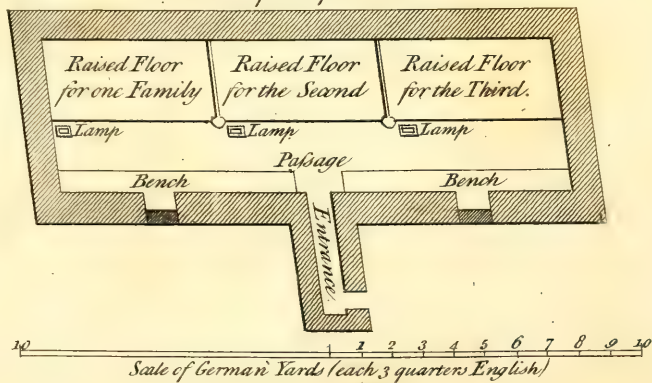 Raised Floor
for one Family
Raised Floor
for the Second
Raised Floor
for the Third.
Lamp
Lamp
Lamp
Passage
Bench
Bench
Entrance
10 1 1 2 3 4 5 6 7 8 9 10
Scale of German Yards (each 3 quarters English)